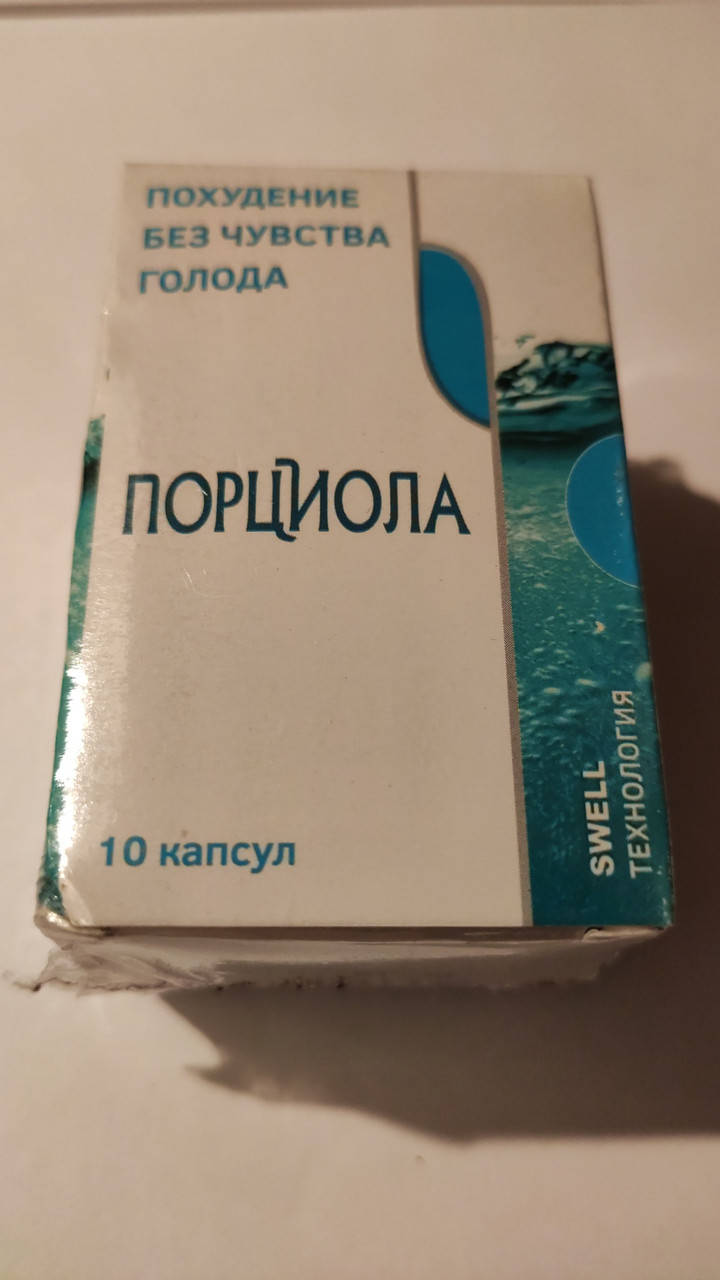 ПОХУДЕНИЕ
БЕЗ ЧУВСТВА
ГОЛОДА
ПОРЦИОЛА
10 капсул
SWELL
ТЕХНОЛОГИЯ